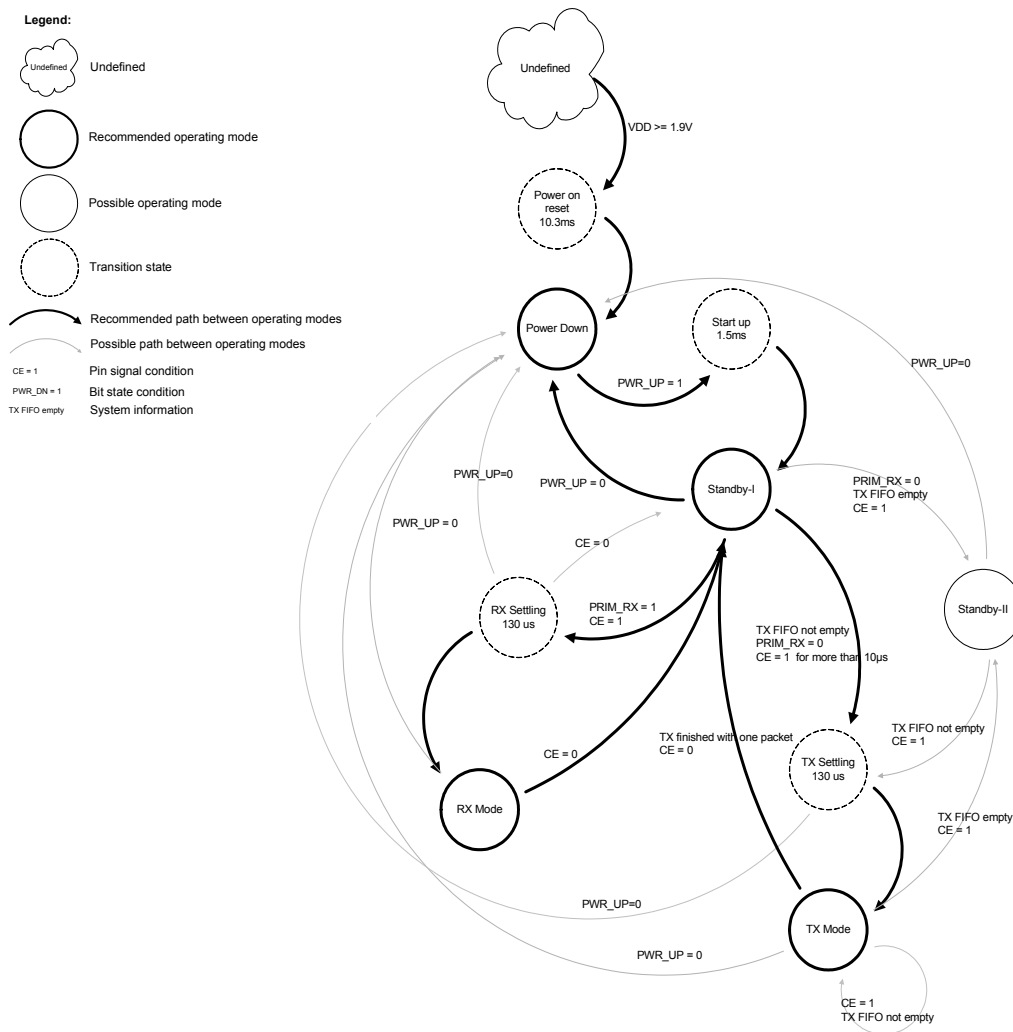 Legend:
Undefined
Undefined
Recommended operating mode
Possible operating mode
Transition state
Recommended path between operating modes
Possible path between operating modes
CE = 1
Pin signal condition
PWR_DN = 1
Bit state condition
TX FIFO empty
System information
Undefined
VDD >= 1.9V
Power on
reset
10.3ms
Power Down
Start up
1.5ms
PWR_UP=0
PWR_UP = 1
PWR_UP=0
PWR_UP = 0
Standby-I
PRIM_RX = 0
TX FIFO empty
CE = 1
PWR_UP = 0
CE = 0
RX Settling
130 us
PRIM_RX = 1
CE = 1
Standby-II
TX FIFO not empty
PRIM_RX = 0
CE = 1  for more than 10µs
TX FIFO not empty
CE = 1
TX finished with one packet
CE = 0
CE = 0
TX Settling
130 us
RX Mode
TX FIFO empty
CE = 1
PWR_UP=0
TX Mode
PWR_UP = 0
CE = 1
TX FIFO not empty